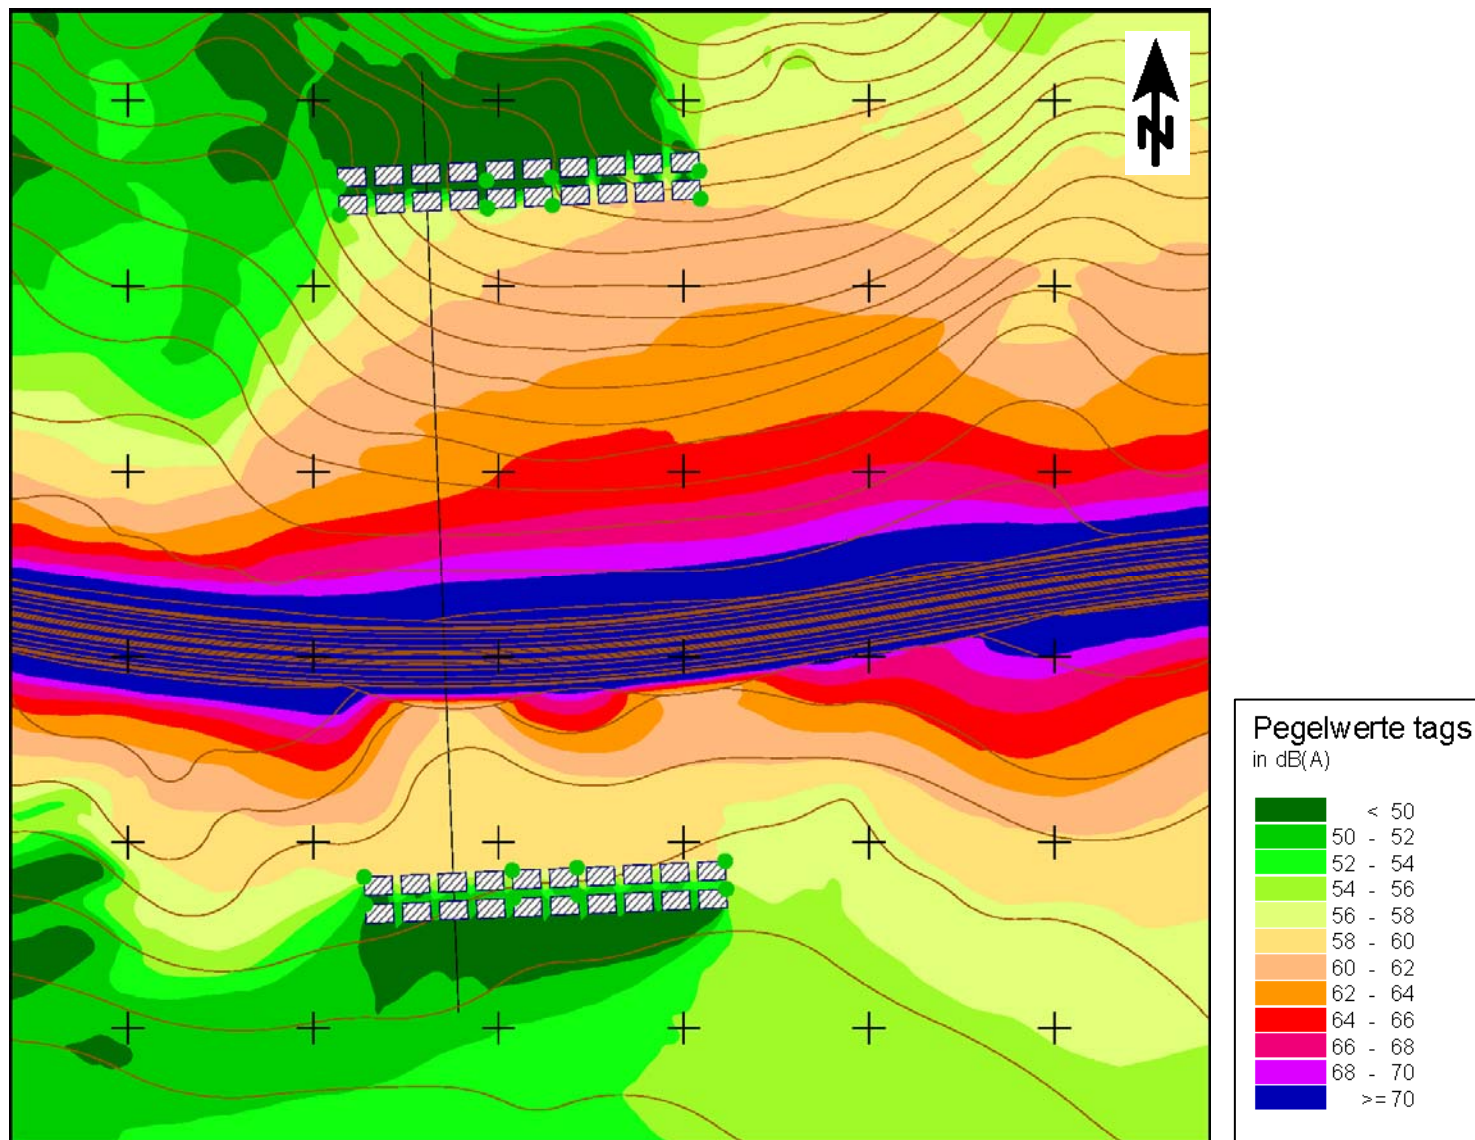 N
Pegelwerte tags
in dB(A)
< 50
50 - 52
52 - 54
54 - 56
56 - 58
58 - 60
60 - 62
62 - 64
64 - 66
66 - 68
68 - 70
>= 70